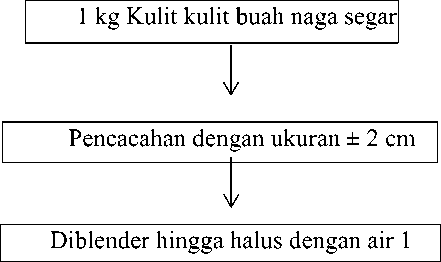 1 kg Kulit kulit buah naga segar
Pencacahan dengan ukuran ± 2 cm
Diblender hingga halus dengan air 1